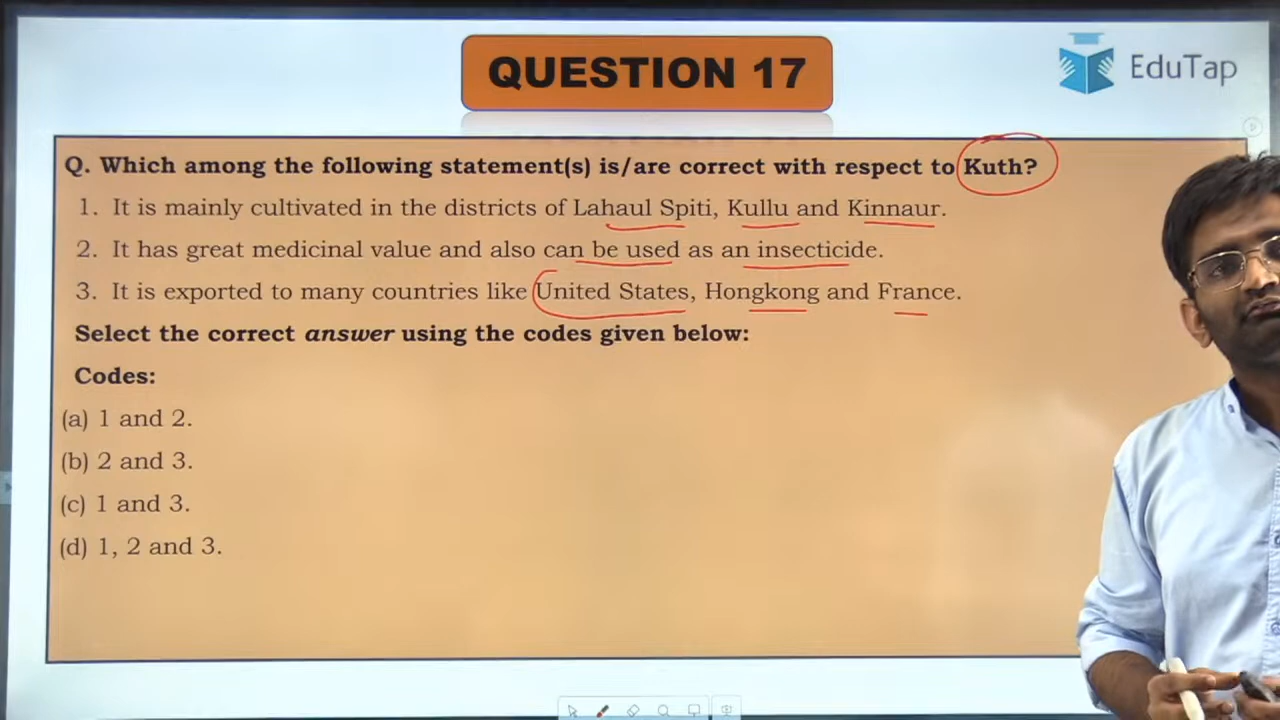 QUESTION 17
EduTap
Q. Which among the following statement(s) is/are correct with respect to Kuth?
1. It is mainly cultivated in the districts of Lahaul Spiti, Kullu and Kinnaur.
2. It has great medicinal value and also can be used as an insecticide.
3. It is exported to many countries like United States, Hongkong and France.
Select the correct answer using the codes given below:
Codes:
(a) 1 and 2.
(b) 2 and 3.
(c) 1 and 3.
(d) 1, 2 and 3.